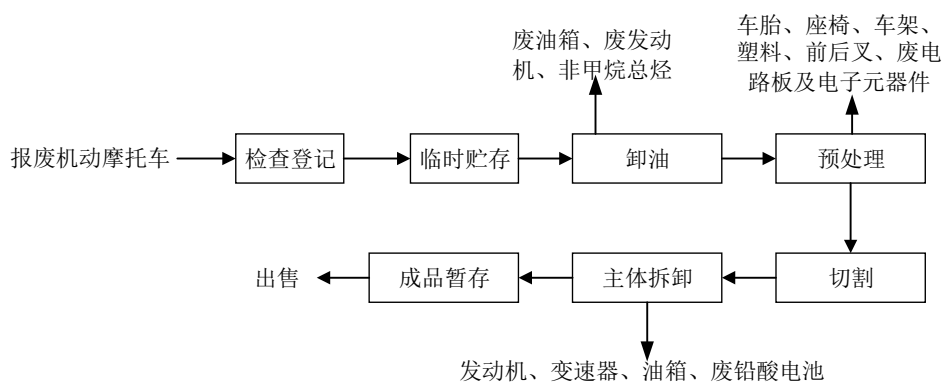 废油箱、废发动
机、非甲烷总烃
车胎、座椅、车架、
塑料、前后叉、废电
路板及电子元器件
报废机动摩托车
检查登记
临时贮存
卸油
预处理
出售
成品暂存
主体拆卸
切割
发动机、变速器、油箱、废铅酸电池